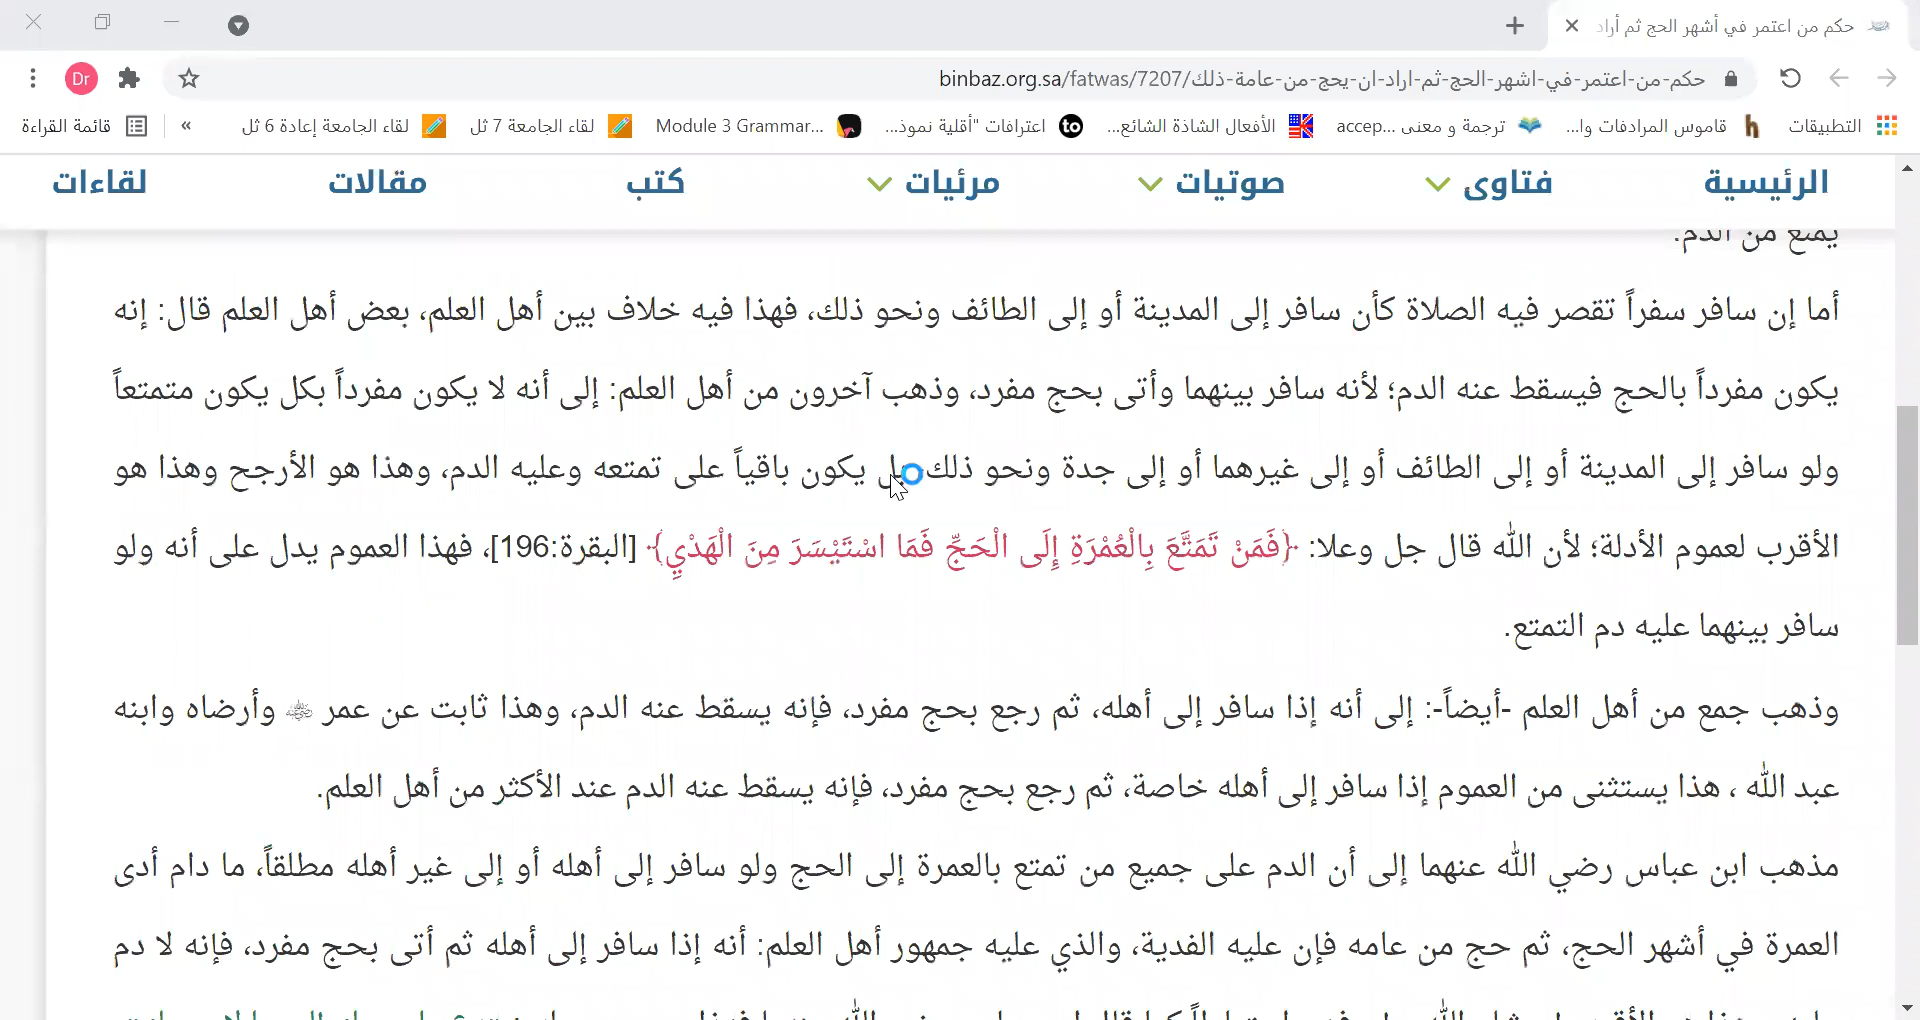 حكم من اعتمر في أشهر الحج ثم أراد
binbaz.org.sa/fatwas/7207/حكم-من-اعتمر-في-اشهر-الحج-ثم-اراد-ان-يحج-من-عامة-ذلك
Dr
التطبيقات
قاموس المرادفات وا...
ترجمة و معنى accep...
الأفعال الشاذة الشائع...
اعترافات "أقلية نموذ...
Module 3 Grammar...
لقاء الجامعة 7 ثل
لقاء الجامعة إعادة 6 ثل
»
قائمة القراءة
الرئيسية فتاوى صوتيات مرئيات كتب مقالات لقاءات
يمنع من الدم.
أما إن سافر سفراً تقصر فيه الصلاة كأن سافر إلى المدينة أو إلى الطائف ونحو ذلك، فهذا فيه خلاف بين أهل العلم، بعض أهل العلم قال: إنه
يكون مفرداً بالحج فيسقط عنه الدم؛ لأنه سافر بينهما وأتى بحج مفرد، وذهب آخرون من أهل العلم: إلى أنه لا يكون مفرداً بكل يكون متمتعاً
ولو سافر إلى المدينة أو إلى الطائف أو إلى غيرهما أو إلى جدة ونحو ذلك بل يكون باقياً على تمتعه وعليه الدم، وهذا هو الأرجح وهذا هو
الأقرب لعموم الأدلة؛ لأن الله قال جل وعلا: {فَمَنْ تَمَتَّعَ بِالْعُمْرَةِ إِلَى الْحَجِّ فَمَا اسْتَيْسَرَ مِنَ الْهَدْيِ} [البقرة:196]، فهذا العموم يدل على أنه ولو
سافر بينهما عليه دم التمتع.
وذهب جمع من أهل العلم -أيضاً-: إلى أنه إذا سافر إلى أهله، ثم رجع بحج مفرد، فإنه يسقط عنه الدم، وهذا ثابت عن عمر ﷺ وأرضاه وابنه
عبد الله ، هذا يستثنى من العموم إذا سافر إلى أهله خاصة، ثم رجع بحج مفرد، فإنه يسقط عنه الدم عند الأكثر من أهل العلم.
مذهب ابن عباس رضي الله عنهما إلى أن الدم على جميع من تمتع بالعمرة إلى الحج ولو سافر إلى أهله أو إلى غير أهله مطلقاً، ما دام أدى
العمرة في أشهر الحج، ثم حج من عامه فإن عليه الفدية، والذي عليه جمهور أهل العلم: أنه إذا سافر إلى أهله ثم أتى بحج مفرد، فإنه لا دم